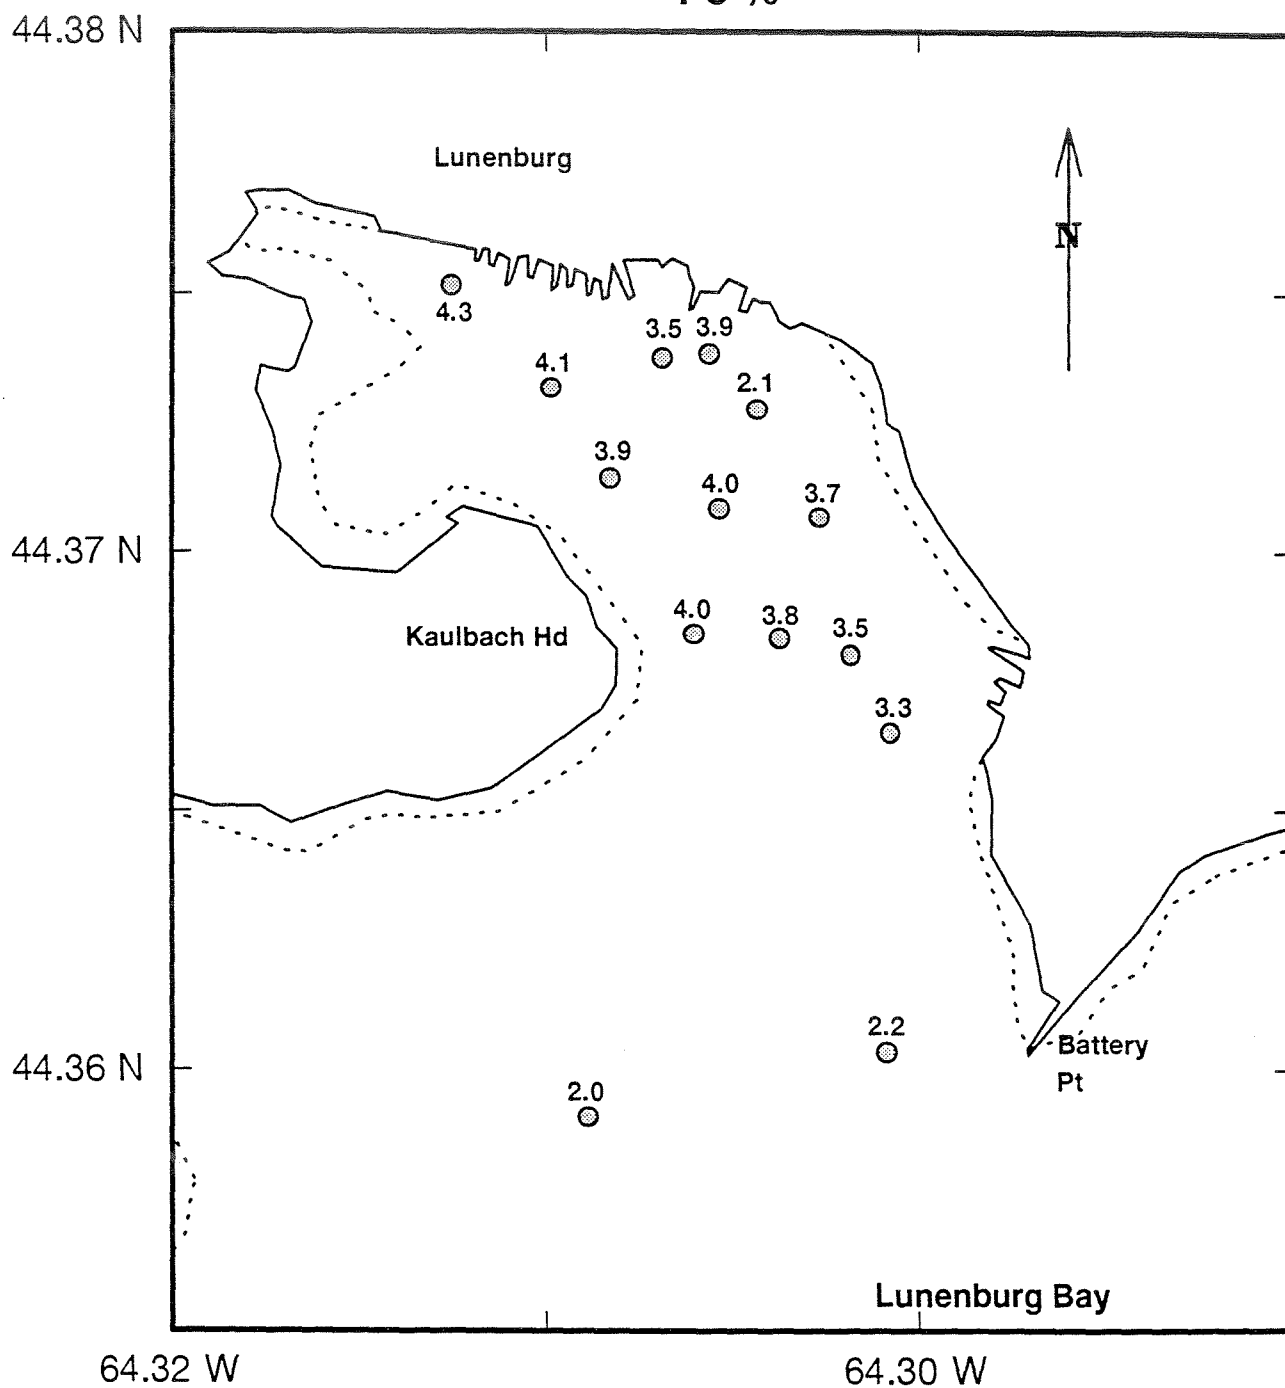 44.38 N
Lunenburg
N
4.3
3.5 3.9
4.1
2.1
3.9
4.0
3.7
44.37 N
4.0
3.8
3.5
Kaulbach Hd
3.3
2.2
Battery
Pt
44.36 N
2.0
Lunenburg Bay
64.32 W
64.30 W